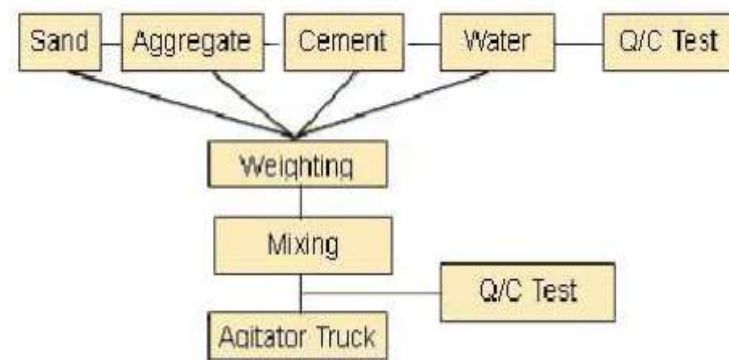 Sand
Aggregate
Cement
Water
Q/C Test
Weighting
Mixing
Q/C Test
Agitator Truck